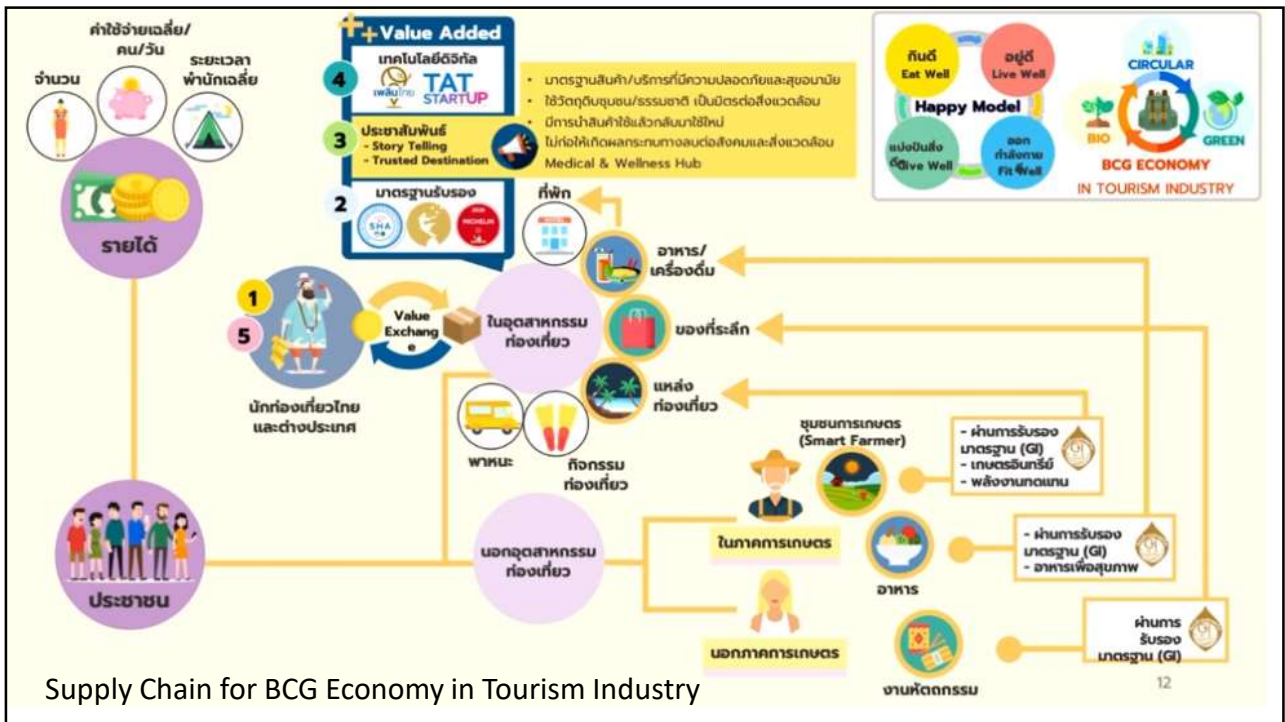 ค่าใช้จ่ายเฉลี่ย/
คน/วัน
จำนวน
ระยะเวลา
พำนักเฉลี่ย
รายได้
Value Added
เทคโนโลยีดิจิทัล
4
เพลินไทย
TAT
STARTUP
3
ประชาสัมพันธ์
- Story Telling
- Trusted Destination
2
มาตรฐานรับรอง
SHA
MICHELIN
• มาตรฐานสินค้า/บริการที่มีความปลอดภัยและสุขอนามัย
• ใช้วัตถุดิบชุมชน/ธรรมชาติ เป็นมิตรต่อสิ่งแวดล้อม
• มีการนำสินค้าใช้แล้วกลับมาใช้ใหม่
• ไม่ก่อให้เกิดผลกระทบทางลบต่อสังคมและสิ่งแวดล้อม
Medical & Wellness Hub
กินดี
Eat Well
อยู่ดี
Live Well
Happy Model
แบ่งปันสิ่ง
ดี Give Well
ออก
กำลังกาย
Fit Well
ดี
CIRCULAR
BIO
GREEN
BCG ECONOMY
IN TOURISM INDUSTRY
ที่พัก
HOTEL
อาหาร/
เครื่องดื่ม
1
5
Value
Exchang
e
ในอุตสาหกรรม
ท่องเที่ยว
ของที่ระลึก
นักท่องเที่ยวไทย
และต่างประเทศ
แหล่ง
ท่องเที่ยว
พาหนะ
กิจกรรม
ท่องเที่ยว
ชุมชนการเกษตร
(Smart Farmer)
- ผ่านการรับรอง
มาตรฐาน (GI)
- เกษตรอินทรีย์
- พลังงานทดแทน
GI
ประชาชน
นอกอุตสาหกรรม
ท่องเที่ยว
ในภาคการเกษตร
อาหาร
- ผ่านการรับรอง
มาตรฐาน (GI)
- อาหารเพื่อสุขภาพ
GI
นอกภาคการเกษตร
งานหัตถกรรม
ผ่านการ
รับรอง
มาตรฐาน (GI)
GI
Supply Chain for BCG Economy in Tourism Industry
12